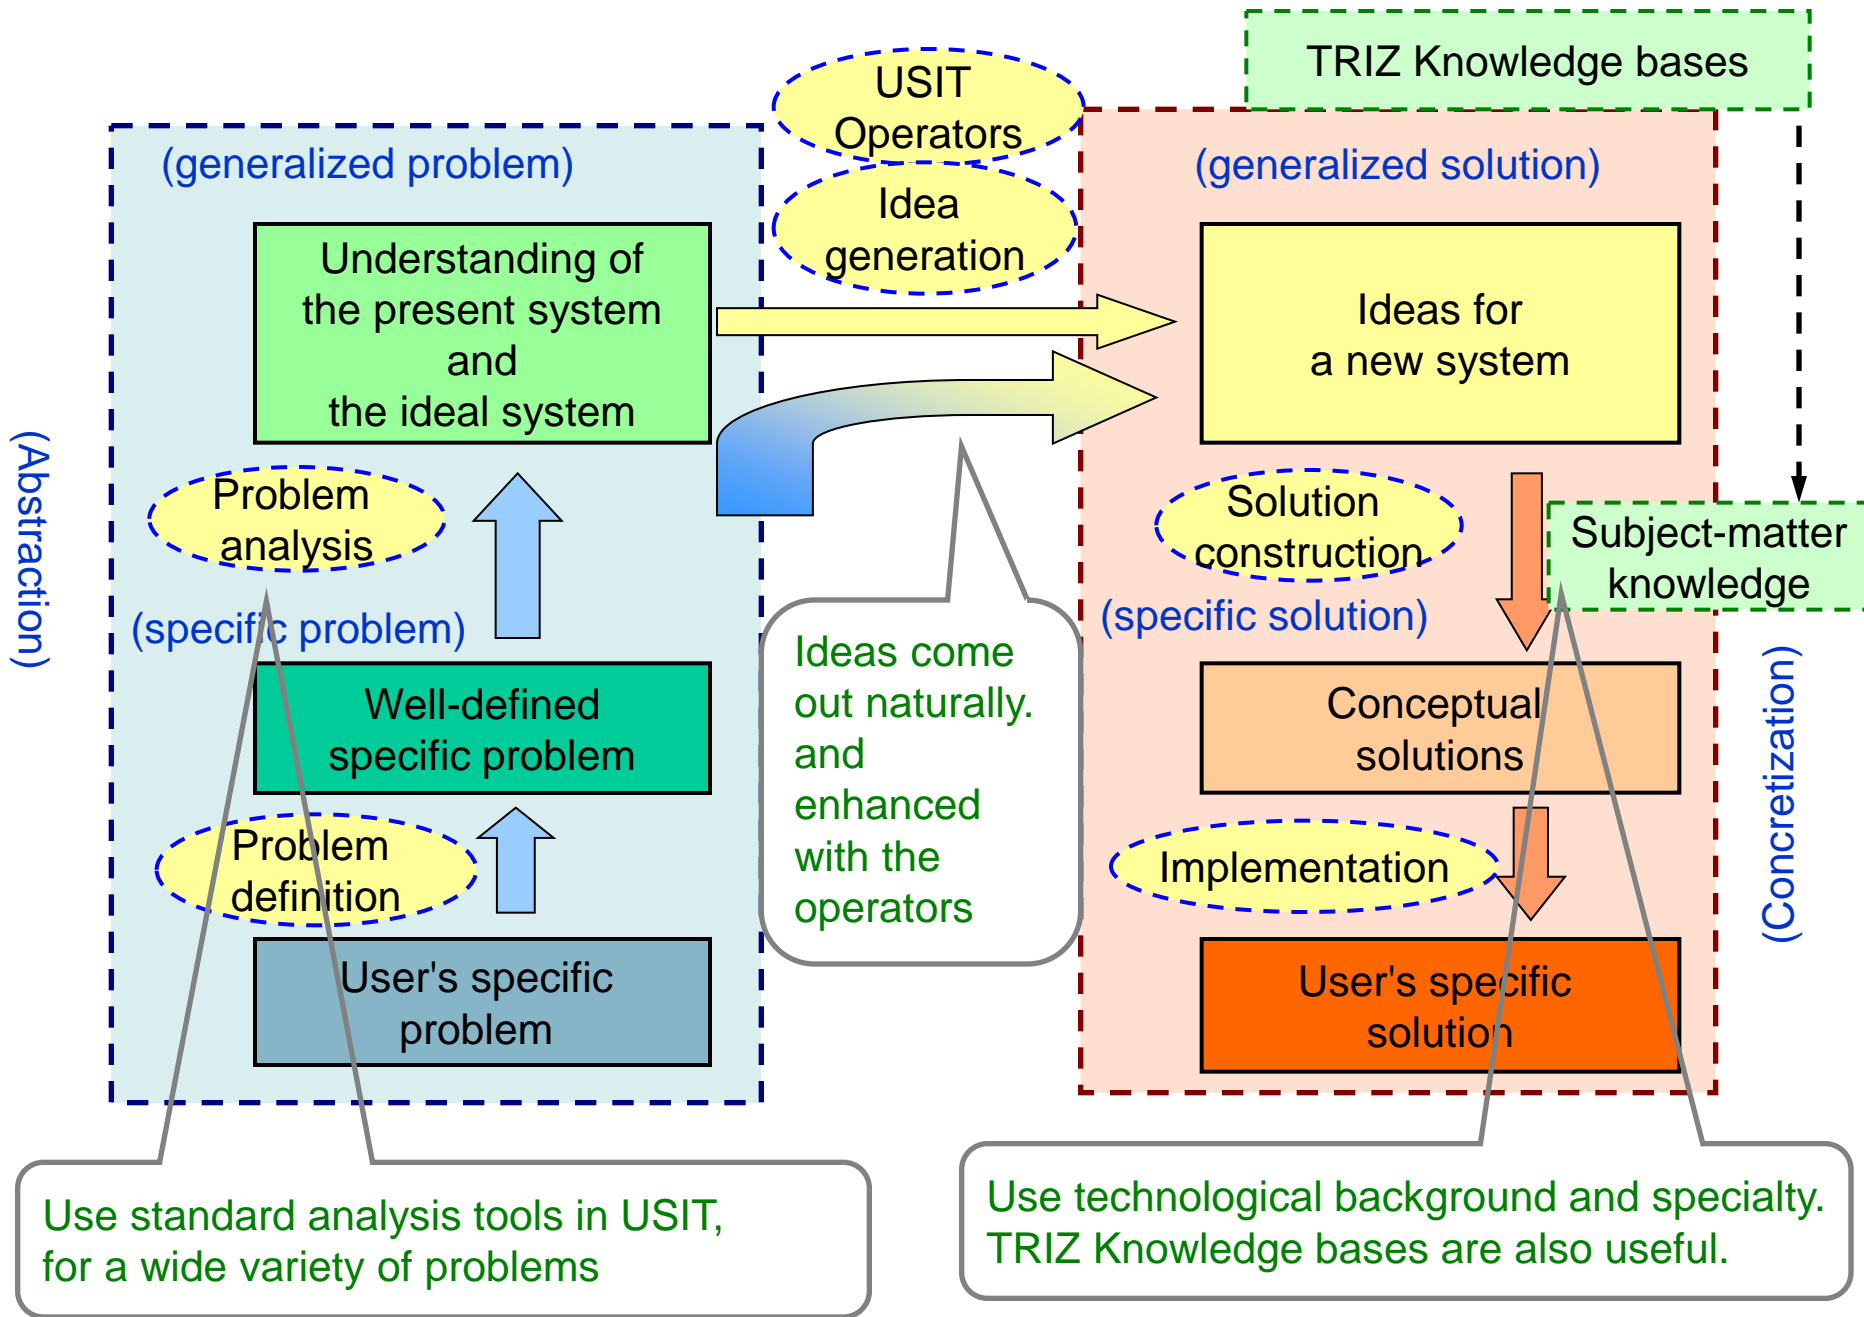 TRIZ Knowledge bases
USIT
Operators
(generalized problem)
(generalized solution)
Idea
generation
Understanding of
the present system
and
the ideal system
Ideas for
a new system
(Abstraction)
Problem
analysis
Solution
construction
Subject-matter
knowledge
(specific problem)
(specific solution)
Ideas come
out naturally.
and
enhanced
with the
operators
Well-defined
specific problem
Conceptual
solutions
(Concretization)
Problem
definition
Implementation
User's specific
problem
User's specific
solution
Use standard analysis tools in USIT,
for a wide variety of problems
Use technological background and specialty.
TRIZ Knowledge bases are also useful.